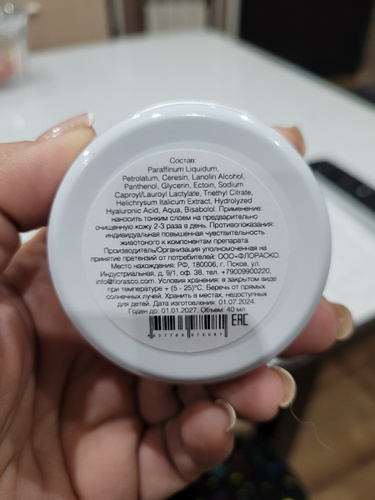 Состав:
Paraffinum Liquidum,
Petrolatum, Ceresin, Lanolin Alcohol,
Panthenol, Glycerin, Ectoin, Sodium
Caproyl/Lauroyl Lactylate, Triethyl Citrate,
Helichrysum Italicum Extract, Hydrolyzed
Hyaluronic Acid, Aqua, Bisabolol. Применение:
наносить тонким слоем на предварительно
очищенную кожу 2-3 раза в день. Противопоказания:
индивидуальная повышенная чувствительность
животного к компонентам препарата.
Производитель/Организация уполномоченная на
принятие претензий от потребителей: ООО«ФЛОРАСКО.
Место нахождения: РФ, 180006, г. Псков, ул.
Индустриальная, д. 9/1, оф. 38, тел. +79009900220,
info@florasco.com. Условия хранения: в закрытом виде
при температуре + (5 - 25)°С. Беречь от прямых
солнечных лучей. Хранить в местах, недоступных
для детей. Дата изготовления: 01.07.2024.
Годен до: 01.01.2027. Объем: 40 мл
EAC